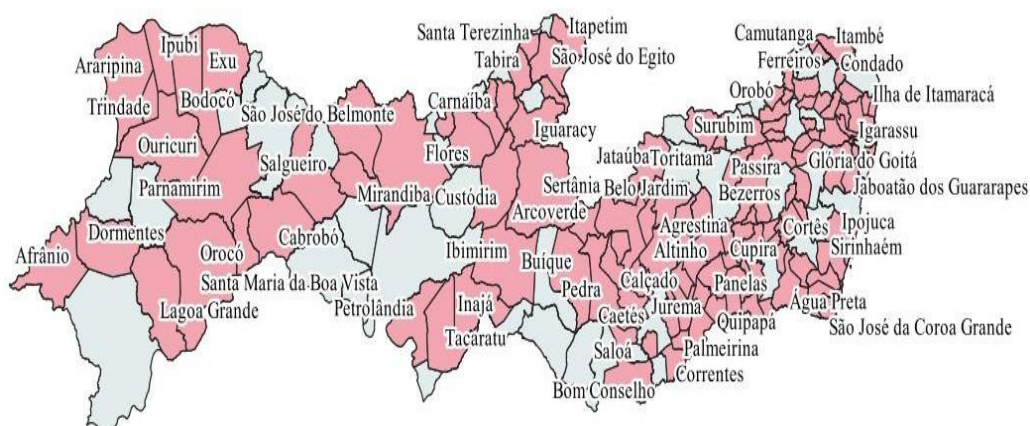 Santa Terezinha
Itapetim
Camutanga
Itambé
Ipubi
Araripina
Exu
São José do Egito
Tabira
Ferreiros
Condado
Orobó
Ilha de Itamaracá
Trindade
Bodocó
São José do Belmonte
Carnaíba
Iguaracy
Surubim
Igarassu
Ouricuri
Salgueiro
Flores
Jataúba
Toritama
Passira
Glória do Goitá
Parnamirim
Mirandiba
Custódia
Sertânia
Belo Jardim
Bezerros
Jaboatão dos Guararapes
Arcoverde
Dormentes
Agrestina
Cortês
Ipojuca
Afrânio
Orocó
Cabrobó
Ibimirim
Buíque
Altinho
Cupira
Sirinhaém
Santa Maria da Boa Vista
Calçado
Panelas
Lagoa Grande
Petrolândia
Inajá
Pedra
Caetés
Jurema
Água Preta
Quipapá
São José da Coroa Grande
Tacaratu
Saloá
Palmeirina
Correntes
Bom Conselho